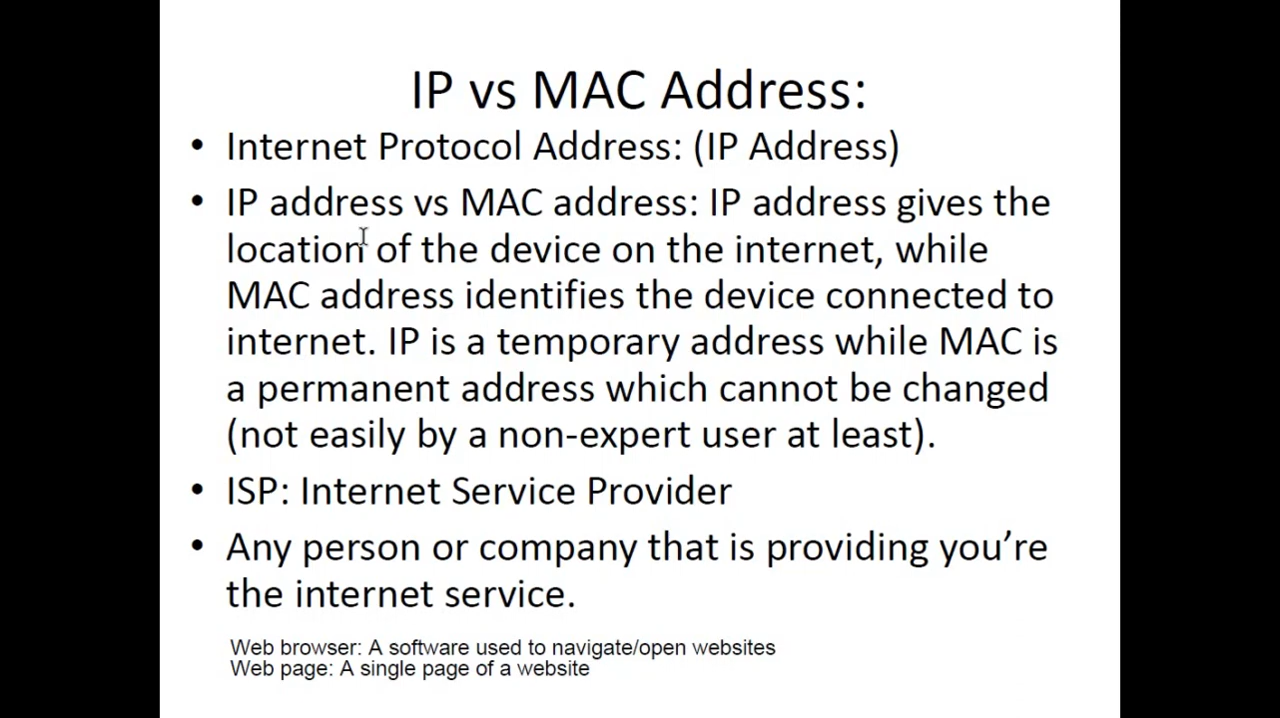 IP vs MAC Address:
• Internet Protocol Address: (IP Address)
• IP address vs MAC address: IP address gives the
location of the device on the internet, while
MAC address identifies the device connected to
internet. IP is a temporary address while MAC is
a permanent address which cannot be changed
(not easily by a non-expert user at least).
• ISP: Internet Service Provider
• Any person or company that is providing you’re
the internet service.
Web browser: A software used to navigate/open websites
Web page: A single page of a website